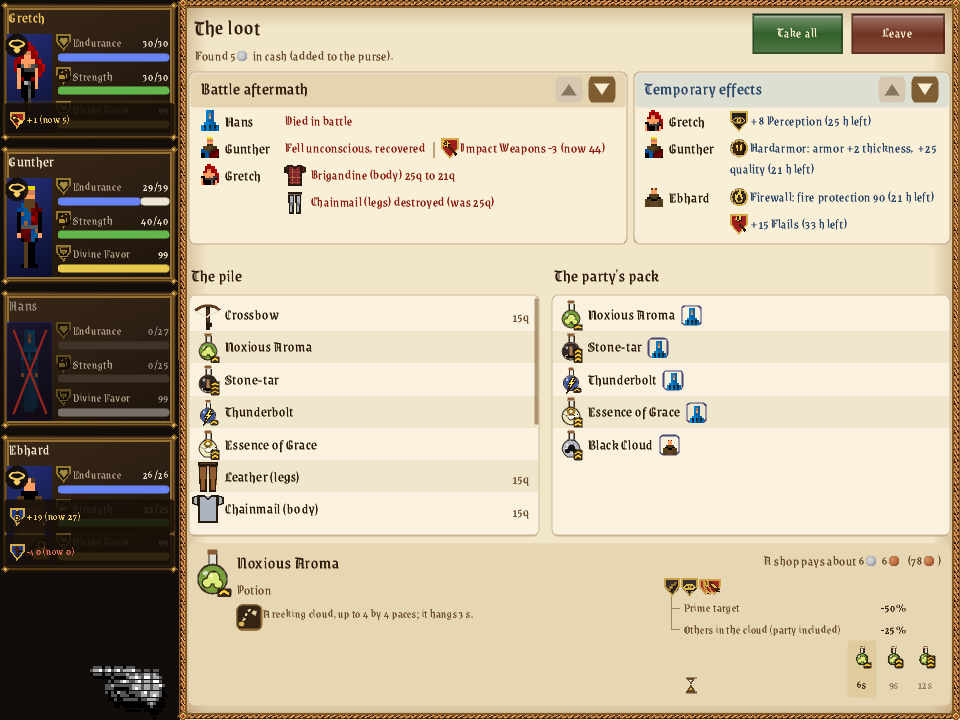 Gretch
Endurance 30/30
Strength 30/30
Divine Favor 99
+1 (now 5)
Gunther
Endurance 29/39
Strength 40/40
Divine Favor 99
Hans
Endurance 0/27
Strength 0/25
Divine Favor 99
Ebhard
Endurance 26/26
Strength 25/25
+19 (now 27)
Divine Favor 99
The loot
Take all
Leave
Found 5 in cash (added to the purse).
Battle aftermath
Hans Died in battle
Gunther Fell unconscious, recovered | Impact Weapons -3 (now 44)
Gretch Brigandine (body) 25q to 21q
Chainmail (legs) destroyed (was 25q)
Temporary effects
Gretch +8 Perception (25 h left)
Gunther Hardarmor: armor +2 thickness, +25
quality (21 h left)
Ebhard Firewall: fire protection 90 (21 h left)
+15 Flails (33 h left)
The pile
Crossbow 15q
Noxious Aroma
Stone-tar
Thunderbolt
Essence of Grace
Leather (legs) 15q
Chainmail (body) 15q
The party's pack
Noxious Aroma
Stone-tar
Thunderbolt
Essence of Grace
Black Cloud
Noxious Aroma
Potion
A reeking cloud, up to 4 by 4 paces; it hangs 3 s.
A shop pays about 6 6 (78 )
Prime target -50%
Others in the cloud (party included) -25%
6s 9s 12s